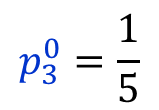 p₃⁰ = 1/5